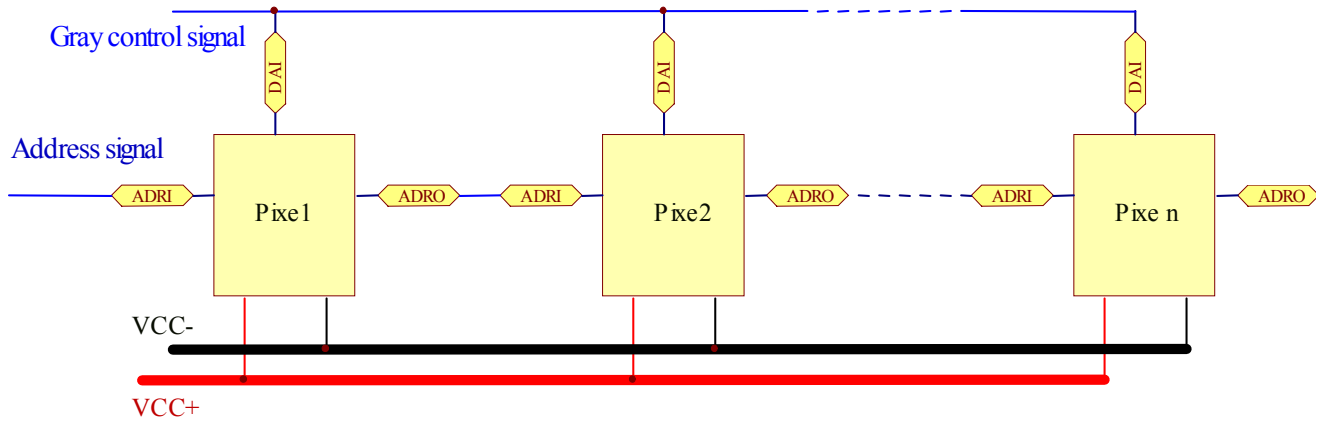 Gray control signal
DAI
DAI
DAI
Address signal
ADRI
Pixe1
ADRO
ADRI
Pixe2
ADRO
ADRI
Pixe n
ADRO
VCC-
VCC+